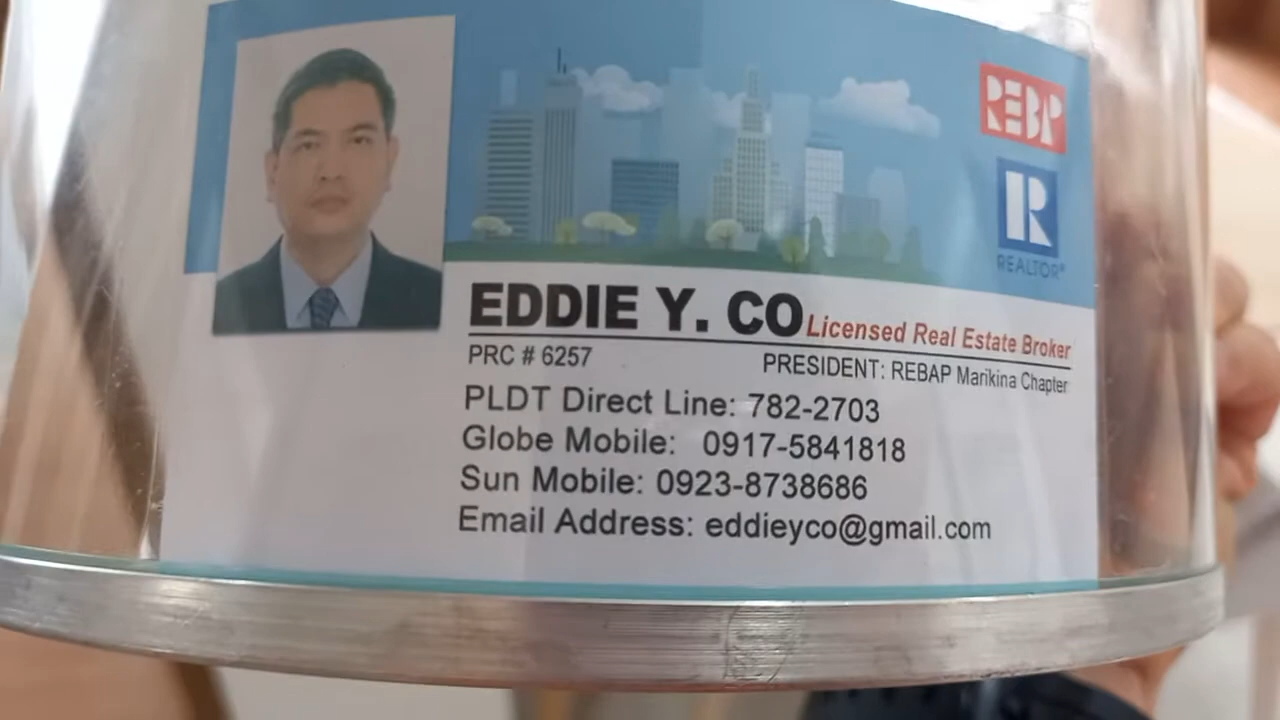 REBAP
R
REALTOR®
EDDIE Y. CO Licensed Real Estate Broker
PRC # 6257 PRESIDENT: REBAP Marikina Chapter
PLDT Direct Line: 782-2703
Globe Mobile: 0917-5841818
Sun Mobile: 0923-8738686
Email Address: eddieyco@gmail.com